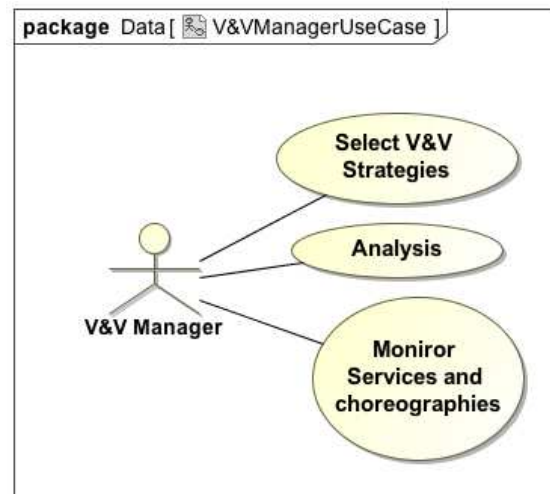 package Data [ V&VManagerUseCase ]
Select V&V
Strategies
Analysis
V&V Manager
Moniror
Services and
choreographies